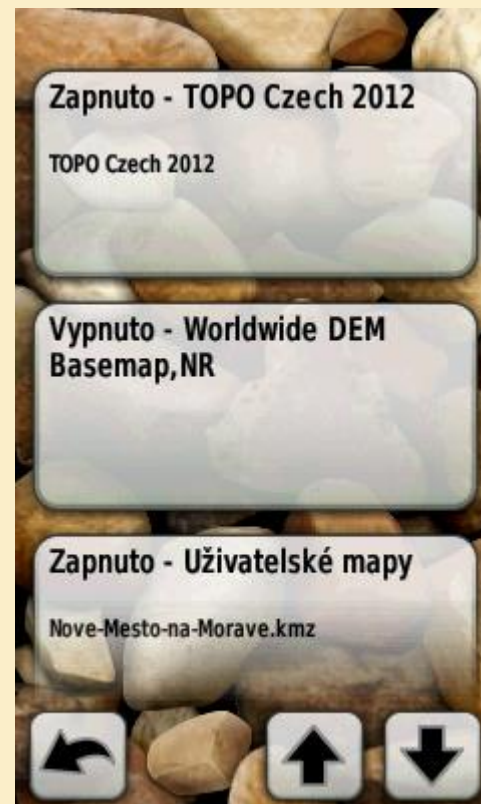 Zapnuto - TOPO Czech 2012
TOPO Czech 2012
Vypnuto - Worldwide DEM
Basemap,NR
Zapnuto - Uživatelské mapy
Nove-Mesto-na-Morave.kmz